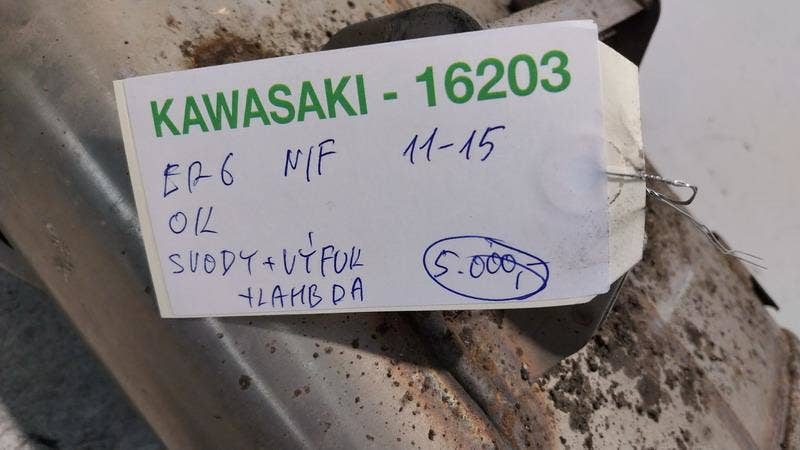 KAWASAKI - 16203
ER6 N/F 11-15
OK
SVODY+VÝFUK 5.000,-
+LAMBDA